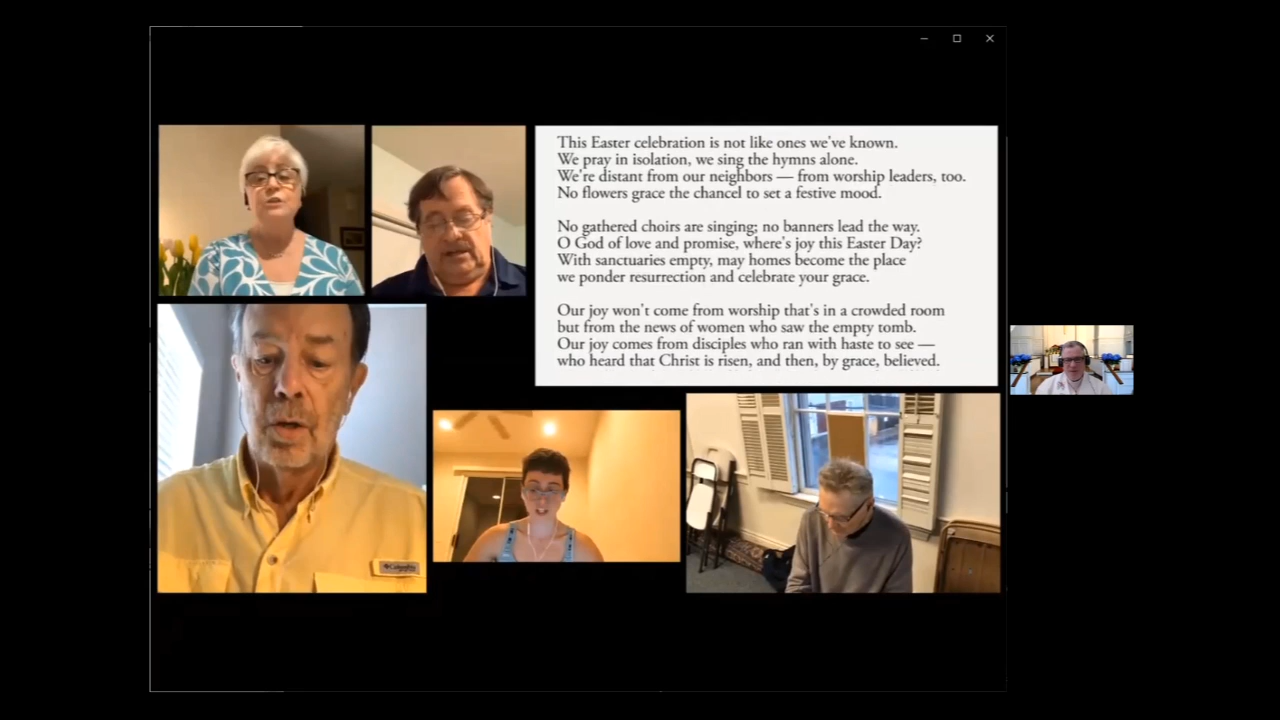 This Easter celebration is not like ones we've known.
We pray in isolation, we sing the hymns alone.
We're distant from our neighbors — from worship leaders, too.
No flowers grace the chancel to set a festive mood.
No gathered choirs are singing; no banners lead the way.
O God of love and promise, where's joy this Easter Day?
With sanctuaries empty, may homes become the place
we ponder resurrection and celebrate your grace.
Our joy won't come from worship that's in a crowded room
but from the news of women who saw the empty tomb.
Our joy comes from disciples who ran with haste to see —
who heard that Christ is risen, and then, by grace, believed.
Columbia